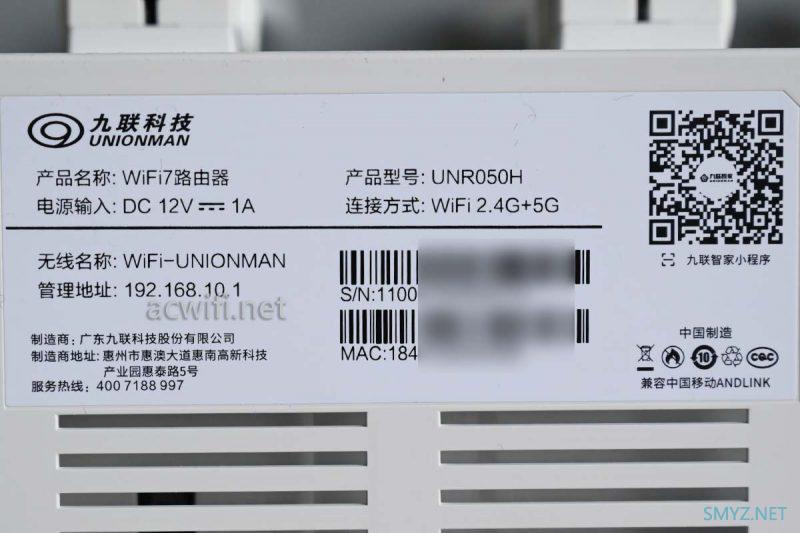 九联科技
UNIONMAN
产品名称: WiFi7路由器
产品型号: UNR050H
电源输入: DC 12V 1A
连接方式: WiFi 2.4G+5G
九联智家小程序
无线名称: WiFi-UNIONMAN
管理地址: 192.168.10.1
acwifi.net
S/N:1100
MAC:184
制造商: 广东九联科技股份有限公司
制造商地址: 惠州市惠澳大道惠南高新科技
产业园惠泰路5号
服务热线: 400 7188 997
中国制造
10
CQC
兼容中国移动ANDLINK
SMYZ.NET